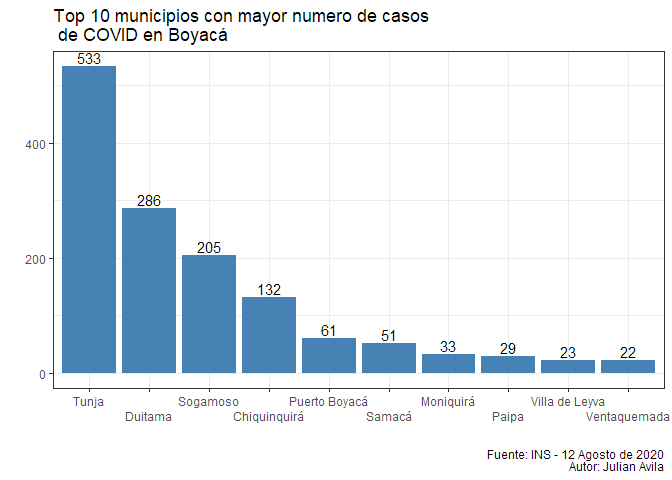 Top 10 municipios con mayor numero de casos
de COVID en Boyacá
533
286
205
132
61
51
33
29
23
22
400
200
0
Tunja
Duitama
Sogamoso
Chiquinquirá
Puerto Boyacá
Samacá
Moniquirá
Paipa
Villa de Leyva
Ventaquemada
Fuente: INS - 12 Agosto de 2020
Autor: Julian Avila